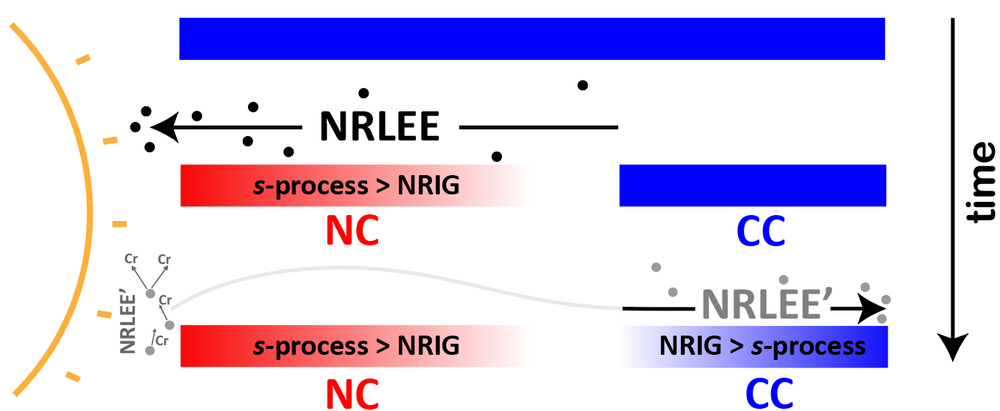 NRLEE
s-process > NRIG
NC
CC
time
Cr
Cr
Cr
Cr
NRLEE’
NRLEE’
s-process > NRIG
NRIG > s-process
NC
CC